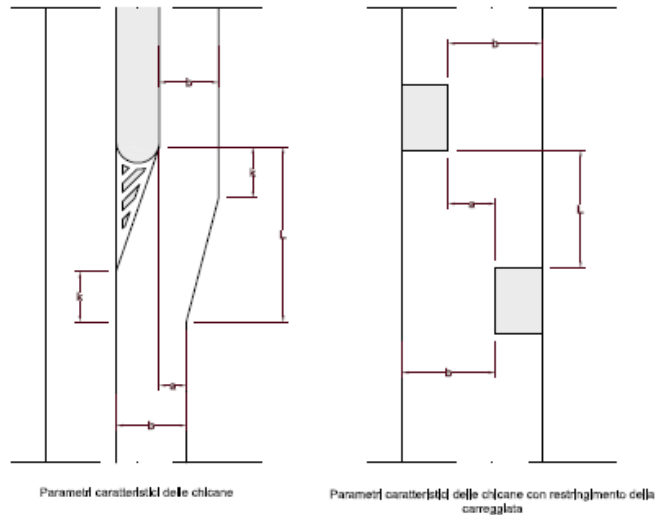 b
K
L
K
a
b
Parametri caratteristici delle chicane
b
a
L
b
Parametri caratteristici delle chicane con restringimento della
carreggiata